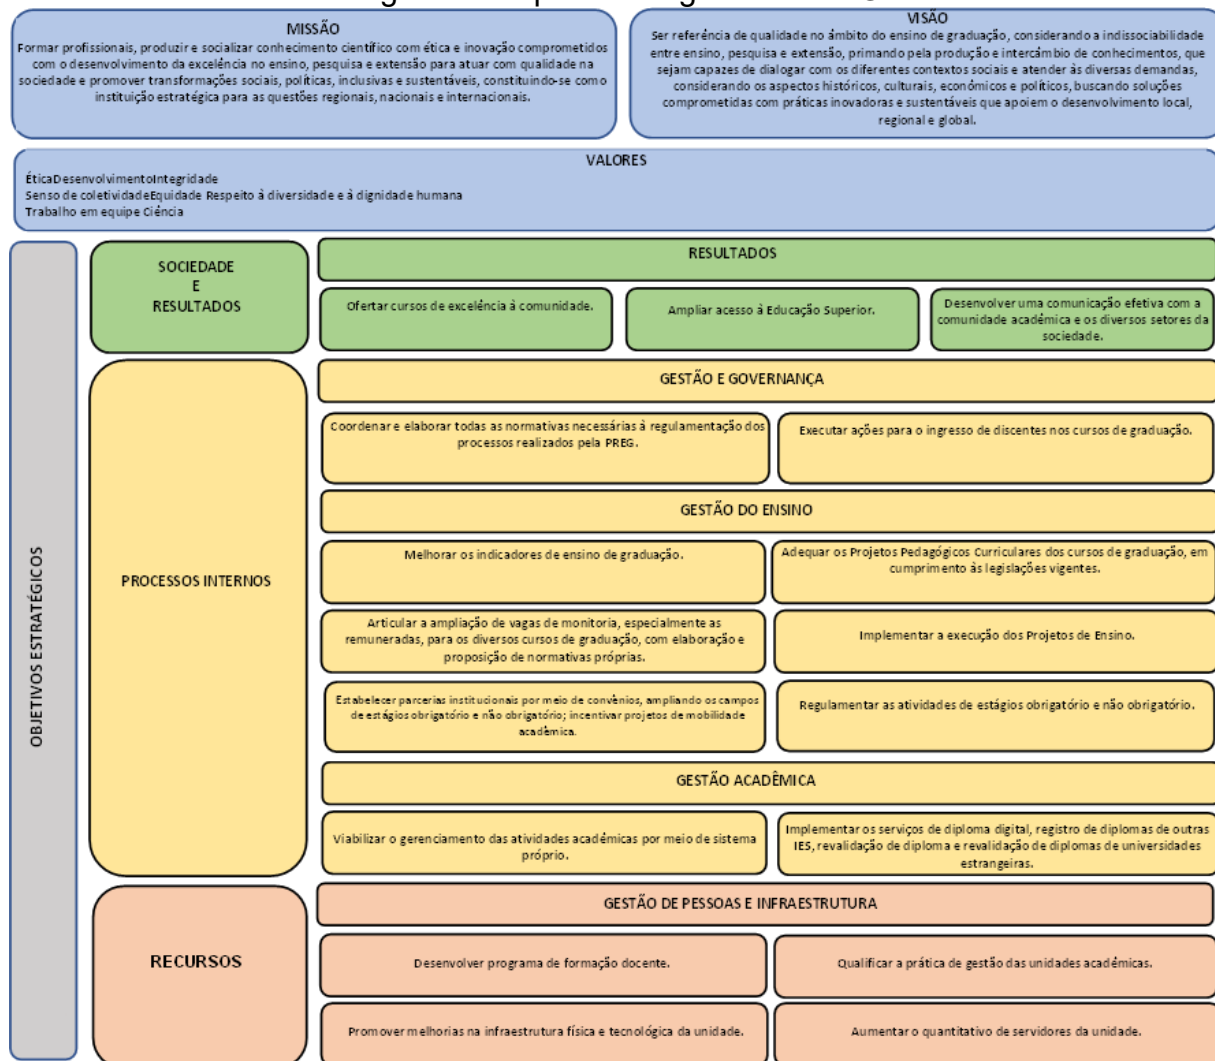 MISSÃO
Formar profissionais, produzir e socializar conhecimento científico com ética e inovação comprometidos
com o desenvolvimento da excelência no ensino, pesquisa e extensão para atuar com qualidade na
sociedade e promover transformações sociais, políticas, inclusivas e sustentáveis, constituindo-se como
instituição estratégica para as questões regionais, nacionais e internacionais.
VISÃO
Ser referência de qualidade no âmbito do ensino de graduação, considerando a indissociabilidade
entre ensino, pesquisa e extensão, primando pela produção e intercâmbio de conhecimentos, que
sejam capazes de dialogar com os diferentes contextos sociais e atender às diversas demandas,
considerando os aspectos históricos, culturais, econômicos e políticos, buscando soluções
comprometidas com práticas inovadoras e sustentáveis que apoiem o desenvolvimento local,
regional e global.
VALORES
ÉticaDesenvolvimentoIntegridade
Senso de coletividadeEquidade Respeito à diversidade e à dignidade humana
Trabalho em equipe Ciência
OBJETIVOS ESTRATÉGICOS
SOCIEDADE
E
RESULTADOS
RESULTADOS
Ofertar cursos de excelência à comunidade.
Ampliar acesso à Educação Superior.
Desenvolver uma comunicação efetiva com a
comunidade acadêmica e os diversos setores da
sociedade.
PROCESSOS INTERNOS
GESTÃO E GOVERNANÇA
Coordenar e elaborar todas as normativas necessárias à regulamentação dos
processos realizados pela PREG.
Executar ações para o ingresso de discentes nos cursos de graduação.
GESTÃO DO ENSINO
Melhorar os indicadores de ensino de graduação.
Adequar os Projetos Pedagógicos Curriculares dos cursos de graduação, em
cumprimento às legislações vigentes.
Articular a ampliação de vagas de monitoria, especialmente as
remuneradas, para os diversos cursos de graduação, com elaboração e
proposição de normativas próprias.
Implementar a execução dos Projetos de Ensino.
Estabelecer parcerias institucionais por meio de convênios, ampliando os campos
de estágios obrigatório e não obrigatório; incentivar projetos de mobilidade
acadêmica.
Regulamentar as atividades de estágios obrigatório e não obrigatório.
GESTÃO ACADÊMICA
Viabilizar o gerenciamento das atividades acadêmicas por meio de sistema
próprio.
Implementar os serviços de diploma digital, registro de diplomas de outras
IES, revalidação de diploma e revalidação de diplomas de universidades
estrangeiras.
RECURSOS
GESTÃO DE PESSOAS E INFRAESTRUTURA
Desenvolver programa de formação docente.
Qualificar a prática de gestão das unidades acadêmicas.
Promover melhorias na infraestrutura física e tecnológica da unidade.
Aumentar o quantitativo de servidores da unidade.